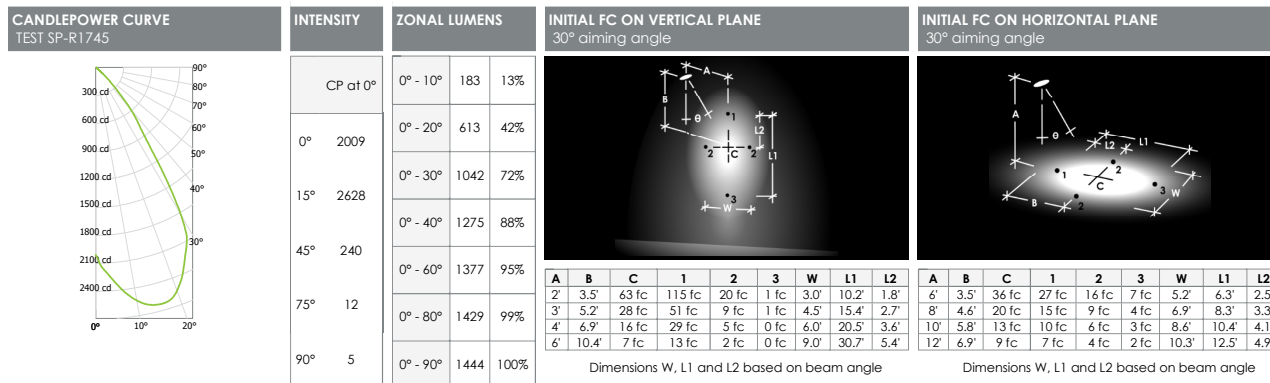 CANDLEPOWER CURVE
TEST SP-R1745
90°
80°
70°
60°
50°
40°
30°
300 cd
600 cd
900 cd
1200 cd
1500 cd
1800 cd
2100 cd
2400 cd
0° 10° 20°
INTENSITY
CP at 0°
0° 2009
15° 2628
45° 240
75° 12
90° 5
ZONAL LUMENS
0° - 10° 183 13%
0° - 20° 613 42%
0° - 30° 1042 72%
0° - 40° 1275 88%
0° - 60° 1377 95%
0° - 80° 1429 99%
0° - 90° 1444 100%
INITIAL FC ON VERTICAL PLANE
30° aiming angle
A
B
θ
1
L2
2 C 2
L1
3
W
A B C 1 2 3 W L1 L2
2' 3.5' 63 fc 115 fc 20 fc 1 fc 3.0' 10.2' 1.8'
3' 5.2' 28 fc 51 fc 9 fc 1 fc 4.5' 15.4' 2.7'
4' 6.9' 16 fc 29 fc 5 fc 0 fc 6.0' 20.5' 3.6'
6' 10.4' 7 fc 13 fc 2 fc 0 fc 9.0' 30.7' 5.4'
Dimensions W, L1 and L2 based on beam angle
INITIAL FC ON HORIZONTAL PLANE
30° aiming angle
A
θ
L1
L2
2
1
C
3
W
B
2
A B C 1 2 3 W L1 L2
6' 3.5' 36 fc 27 fc 16 fc 7 fc 5.2' 6.3' 2.5
8' 4.6' 20 fc 15 fc 9 fc 4 fc 6.9' 8.3' 3.3
10' 5.8' 13 fc 10 fc 6 fc 3 fc 8.6' 10.4' 4.1
12' 6.9' 9 fc 7 fc 4 fc 2 fc 10.3' 12.5' 4.9
Dimensions W, L1 and L2 based on beam angle